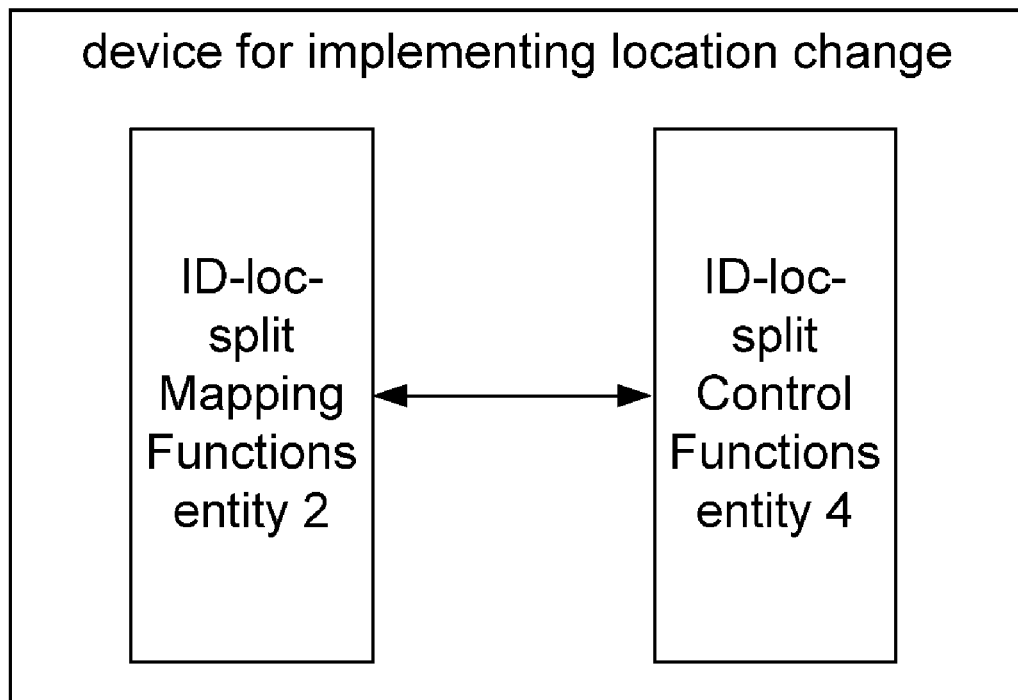 device for implementing location change
ID-loc-
split
Mapping
Functions
entity 2
ID-loc-
split
Control
Functions
entity 4